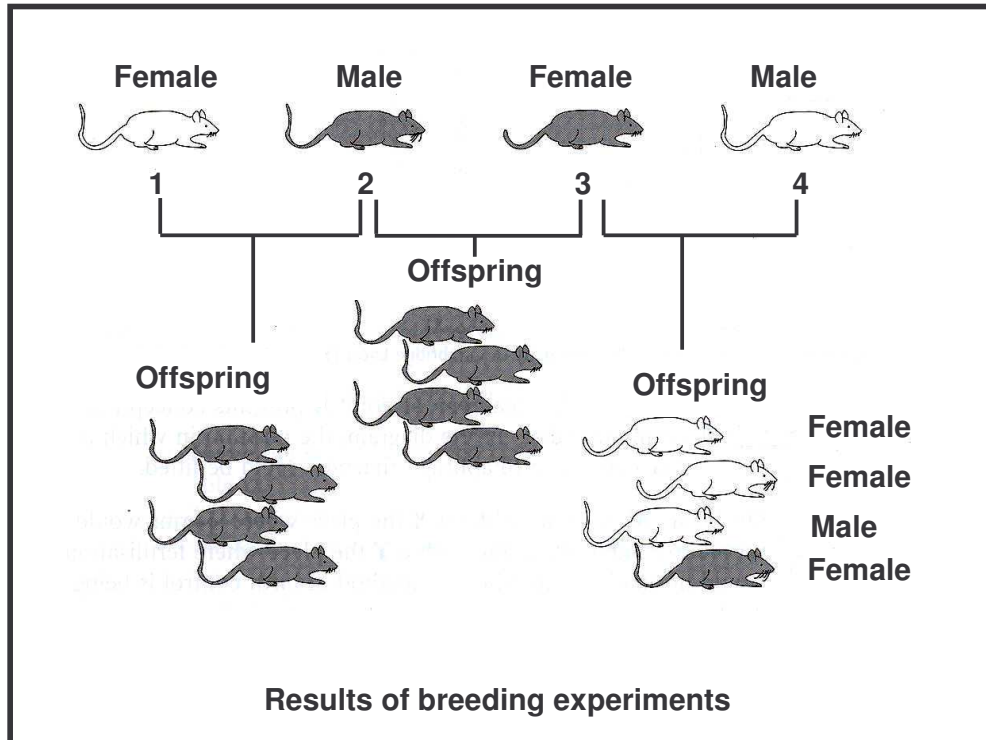 Female Male Female Male
1 2 3 4
Offspring
Offspring
Offspring
Female
Female
Male
Female
Results of breeding experiments